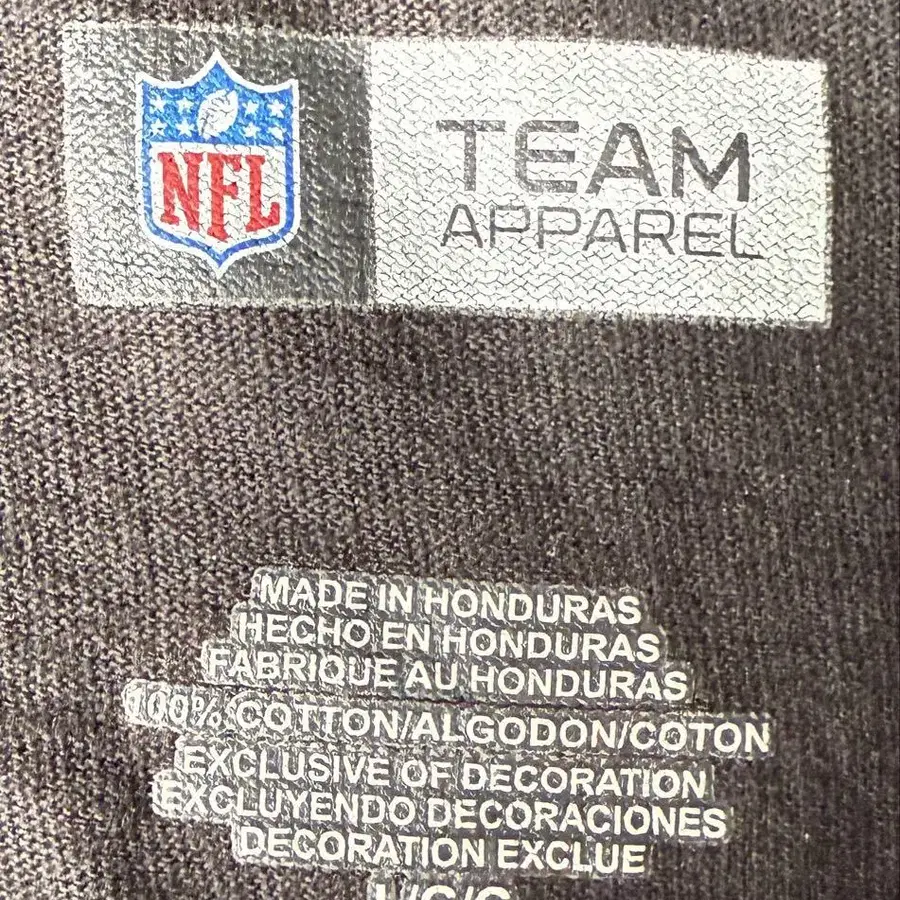 NFL
TEAM
APPAREL
MADE IN HONDURAS
HECHO EN HONDURAS
FABRIQUE AU HONDURAS
100% COTTON/ALGODON/COTON
EXCLUSIVE OF DECORATION
EXCLUYENDO DECORACIONES
DECORATION EXCLUE
L/G/G